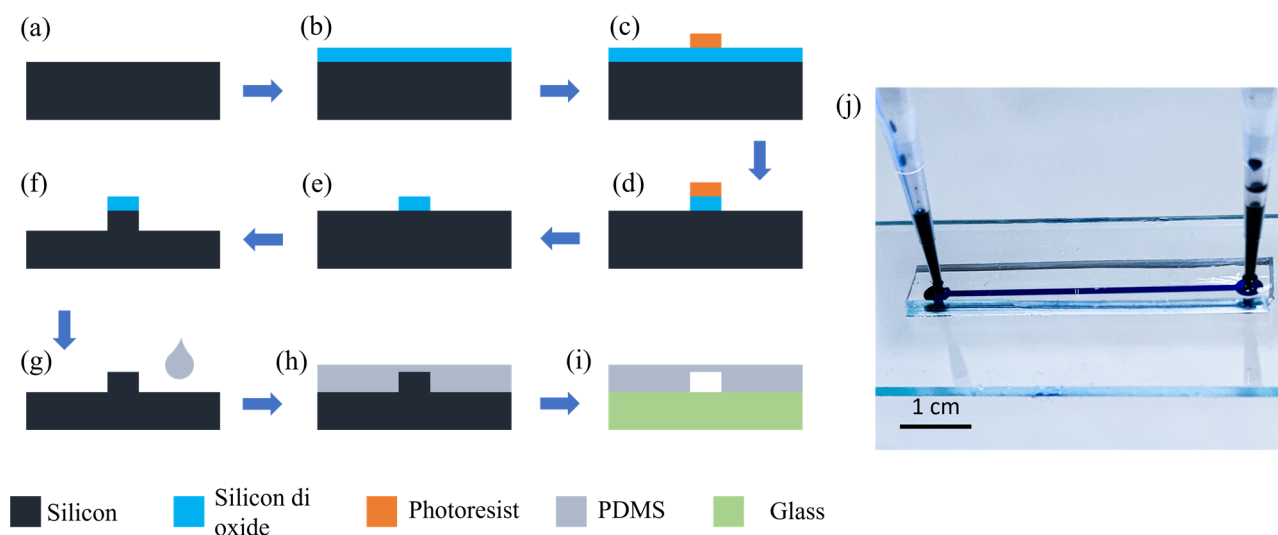 (a)
(b)
(c)
(j)
(f)
(e)
(d)
(g)
(h)
(i)
1 cm
Silicon
Silicon di
oxide
Photoresist
PDMS
Glass